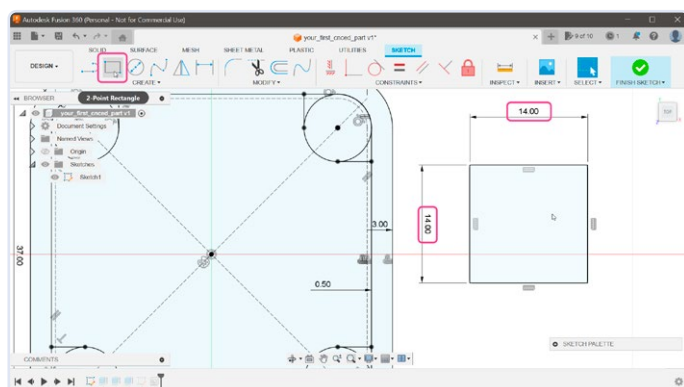 Autodesk Fusion 360 (Personal - Not for Commercial Use)
your_first_cnced_part v1*
9 of 10
1
SOLID SURFACE MESH SHEET METAL PLASTIC UTILITIES SKETCH
DESIGN
CREATE MODIFY CONSTRAINTS INSPECT INSERT SELECT FINISH SKETCH
BROWSER
2-Point Rectangle
your_first_cnced_part v1
Document Settings
Named Views
Origin
Sketches
Sketch1
TOP
14.00
14.00
3.00
37.00
0.50
SKETCH PALETTE
COMMENTS